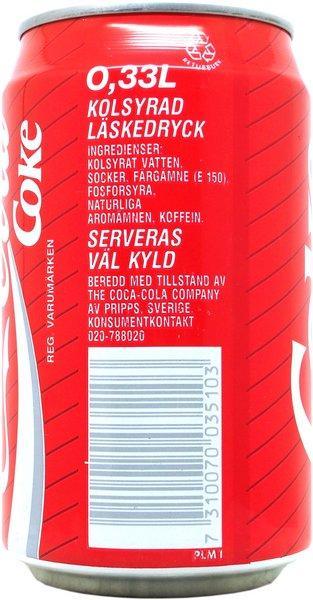 RETURBURK
0,33L
KOLSYRAD
LÄSKEDRYCK
INGREDIENSER:
KOLSYRAT VATTEN,
SOCKER, FÄRGÄMNE (E 150),
FOSFORSYRA,
NATURLIGA
AROMÄMNEN, KOFFEIN.
SERVERAS
VÄL KYLD
BEREDD MED TILLSTÅND AV
THE COCA-COLA COMPANY
AV PRIPPS, SVERIGE.
KONSUMENTKONTAKT
020-788020
7 310070 035103
PLM
Coke
REG VARUMÄRKEN